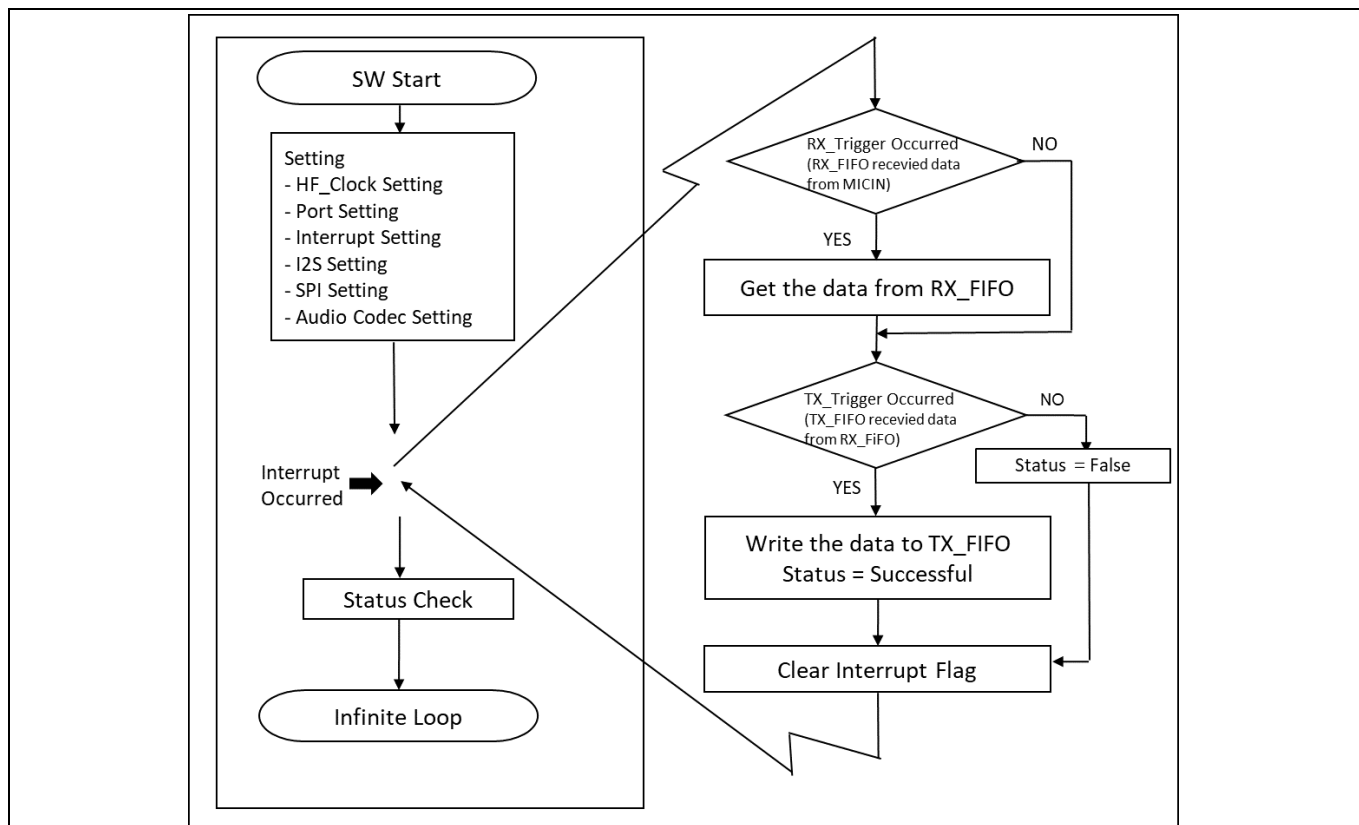 SW Start
Setting
- HF_Clock Setting
- Port Setting
- Interrupt Setting
- I2S Setting
- SPI Setting
- Audio Codec Setting
Interrupt
Occurred
Status Check
Infinite Loop
RX_Trigger Occurred
(RX_FIFO recevied data
from MICIN)
NO
YES
Get the data from RX_FIFO
TX_Trigger Occurred
(TX_FIFO recevied data
from RX_FiFO)
NO
Status = False
YES
Write the data to TX_FIFO
Status = Successful
Clear Interrupt Flag